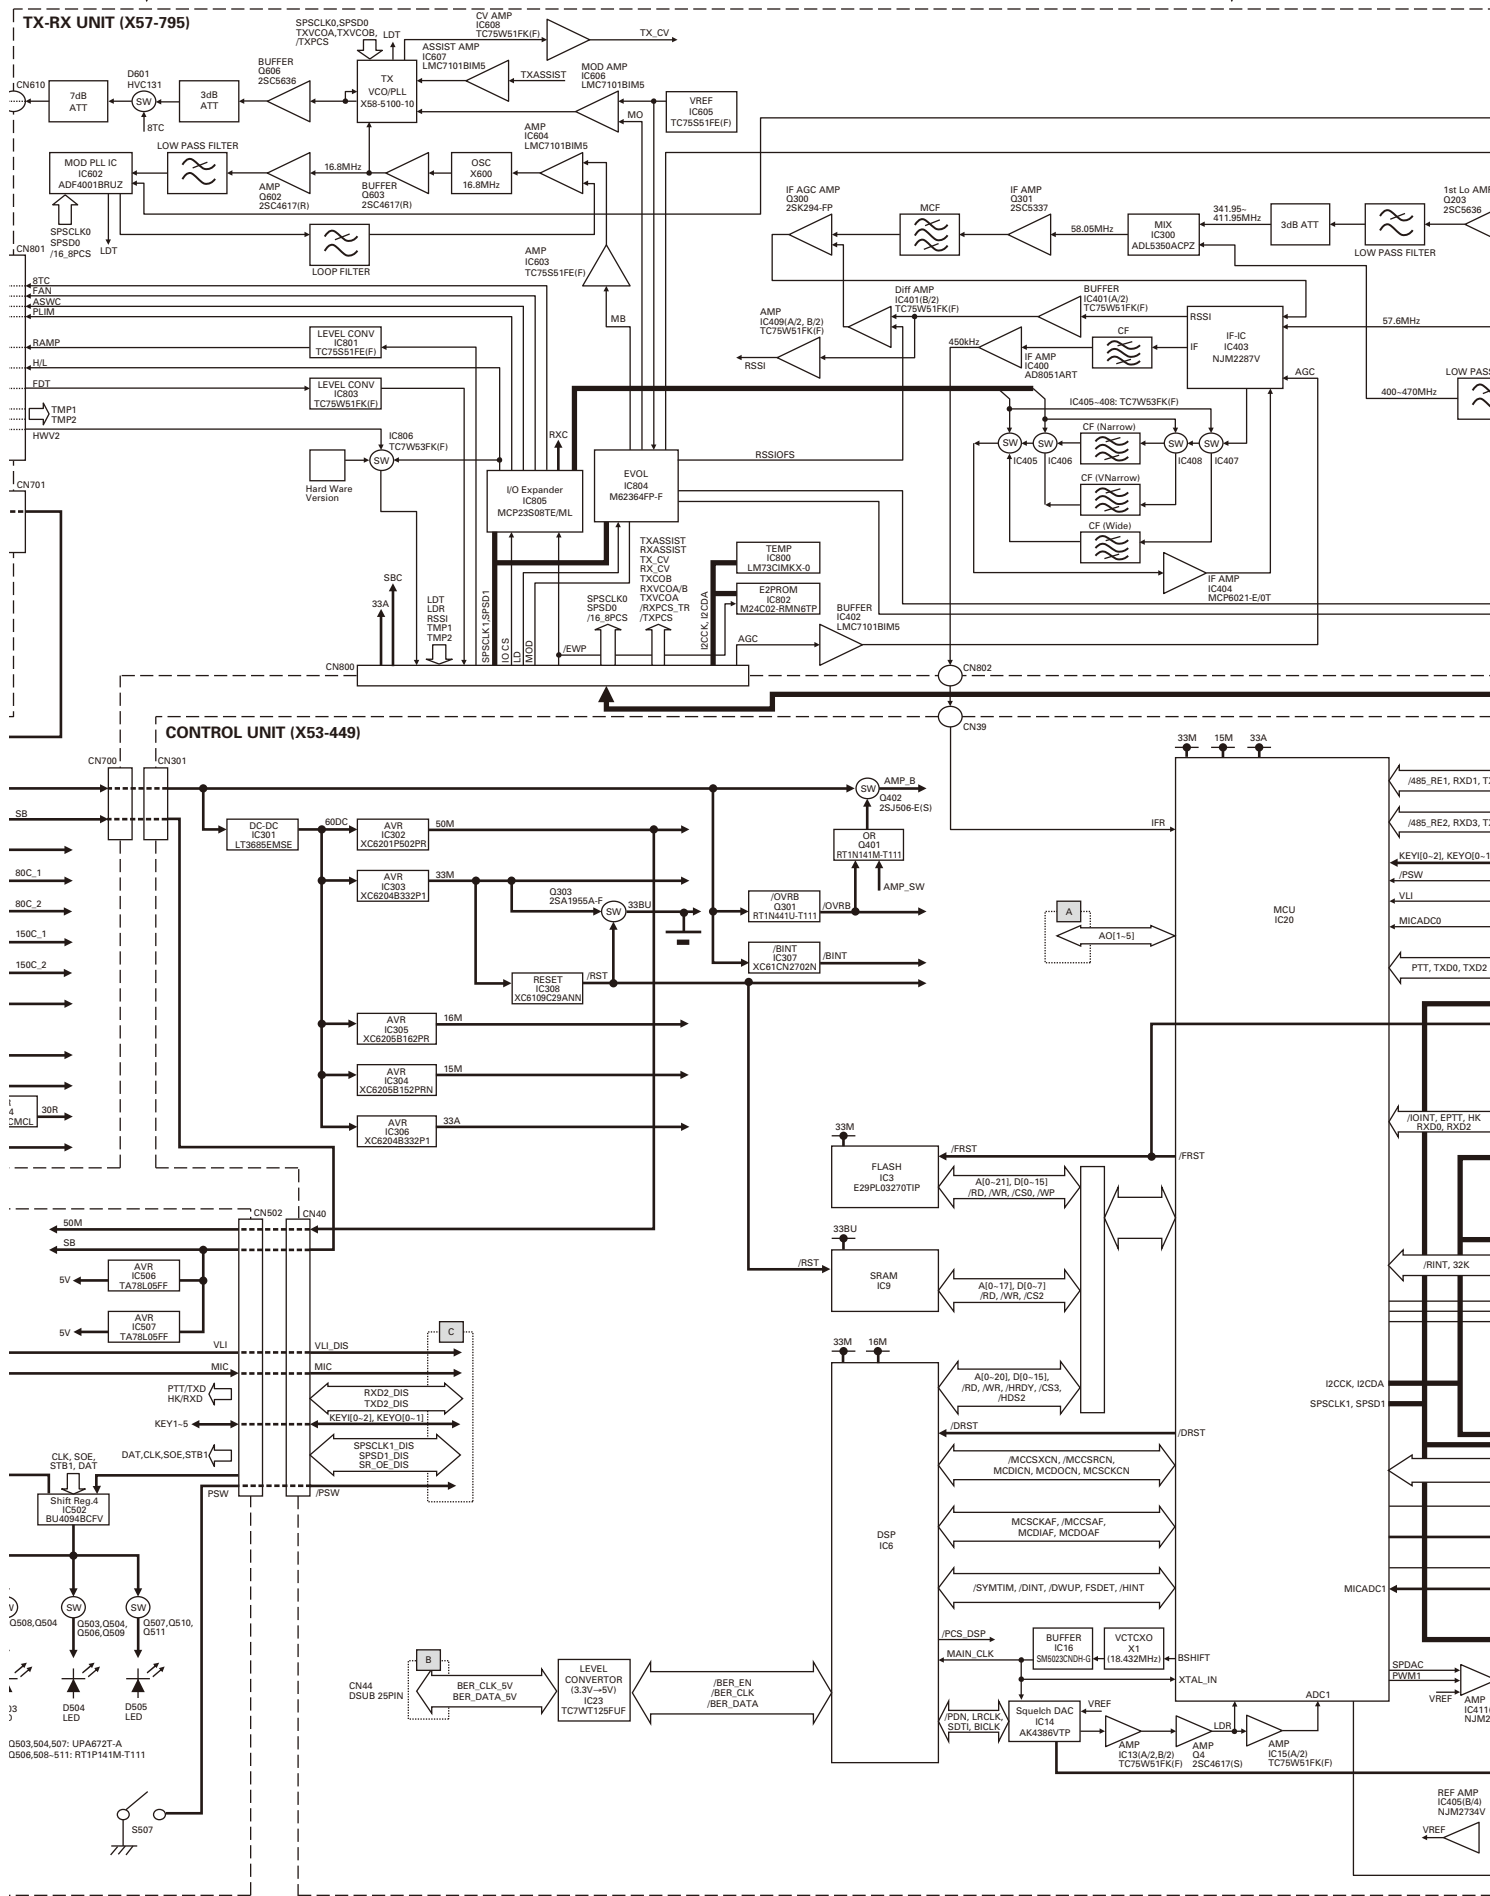 TX-RX UNIT (X57-795)
SPSCLK0,SPSD0
TXVCOA,TXVCOB,
/TXPCS
LDT
CV AMP
IC608
TC75W51FK(F)
TX_CV
ASSIST AMP
IC607
LMC7101BIM5
TXASSIST
MOD AMP
IC606
LMC7101BIM5
CN610
7dB
ATT
D601
HVC131
SW
8TC
3dB
ATT
BUFFER
Q606
2SC5636
TX
VCO/PLL
X58-5100-10
MO
VREF
IC605
TC75S51FE(F)
MOD PLL IC
IC602
ADF4001BRUZ
LOW PASS FILTER
AMP
Q602
2SC4617(R)
16.8MHz
BUFFER
Q603
2SC4617(R)
OSC
X600
16.8MHz
AMP
IC604
LMC7101BIM5
SPSCLK0
SPSD0
/16_8PCS
LDT
LOOP FILTER
AMP
IC603
TC75S51FE(F)
MB
IF AGC AMP
Q300
2SK294-FP
MCF
IF AMP
Q301
2SC5337
58.05MHz
MIX
IC300
ADL5350ACPZ
341.95~
411.95MHz
3dB ATT
LOW PASS FILTER
1st Lo AMP
Q203
2SC5636
CN801
8TC
FAN
ASWC
PLIM
RAMP
H/L
FDT
TMP1
TMP2
HWV2
LEVEL CONV
IC801
TC75S51FE(F)
LEVEL CONV
IC803
TC75W51FK(F)
AMP
IC409(A/2, B/2)
TC75W51FK(F)
RSSI
Diff AMP
IC401(B/2)
TC75W51FK(F)
BUFFER
IC401(A/2)
TC75W51FK(F)
RSSI
IF
IF-IC
IC403
NJM2287V
57.6MHz
450kHz
IF AMP
IC400
AD8051ART
CF
AGC
400~470MHz
LOW PAS
IC405~408: TC7W53FK(F)
SW
IC405
SW
IC406
CF (Narrow)
SW
IC408
SW
IC407
CF (VNarrow)
CF (Wide)
IF AMP
IC404
MCP6021-E/0T
CN701
Hard Ware
Version
SW
IC806
TC7W53FK(F)
RXC
I/O Expander
IC805
MCP23S08TE/ML
EVOL
IC804
M62364FP-F
RSSIOFS
33A
SBC
LDT
LDR
RSSI
TMP1
TMP2
SPSCLK1,SPSD1
IO CS
LD
MOD
/EWP
SPSCLK0
SPSD0
/16_8PCS
TXASSIST
RXASSIST
TX_CV
RX_CV
TXCOB
RXVCOA/B
TXVCOA
/RXPCS_TR
/TXPCS
I2CCK, I2CDA
TEMP
IC800
LM73CIMKX-0
E2PROM
IC802
M24C02-RMN6TP
AGC
BUFFER
IC402
LMC7101BIM5
CN800
CN802
CN39
CONTROL UNIT (X53-449)
CN700
CN301
SB
80C_1
80C_2
150C_1
150C_2
30R
CMCL
DC-DC
IC301
LT3685EMSE
60DC
AVR
IC302
XC6201P502PR
50M
AVR
IC303
XC6204B332P1
33M
Q303
2SA1955A-F
SW
33BU
RESET
IC308
XC6109C29ANN
/RST
AVR
IC305
XC6205B162PR
16M
AVR
IC304
XC6205B152PRN
15M
AVR
IC306
XC6204B332P1
33A
SW
AMP_B
Q402
2SJ506-E(S)
OR
Q401
RT1N141M-T111
AMP_SW
/OVRB
Q301
RT1N441U-T111
/OVRB
/BINT
IC307
XC61CN2702N
/BINT
33M
15M
33A
MCU
IC20
IFR
A
AO[1~5]
/485_RE1, RXD1, T
/485_RE2, RXD3, T
KEYI[0~2], KEYO[0~1
/PSW
VLI
MICADC0
PTT, TXD0, TXD2
/IOINT, EPTT, HK
RXD0, RXD2
/RINT, 32K
I2CCK, I2CDA
SPSCLK1, SPSD1
MICADC1
33M
FLASH
IC3
E29PL03270TIP
/FRST
/FRST
A[0~21], D[0~15]
/RD, /WR, /CS0, /WP
33BU
/RST
SRAM
IC9
A[0~17], D[0~7]
/RD, /WR, /CS2
33M
16M
DSP
IC6
A[0~20], D[0~15],
/RD, /WR, /HRDY, /CS3,
/HDS2
/DRST
/DRST
/MCCSXCN, /MCCSRCN,
MCDICN, MCDOCN, MCSCKCN
MCSCKAF, /MCCSAF,
MCDIAF, MCDOAF
/SYMTIM, /DINT, /DWUP, FSDET, /HINT
/PCS_DSP
MAIN_CLK
BUFFER
IC16
SM5023CNDH-G
VCTCXO
X1
(18.432MHz)
BSHIFT
XTAL_IN
ADC1
/PDN, LRCLK,
SDTI, BICLK
Squelch DAC
IC14
AK4386VTP
VREF
AMP
IC13(A/2,B/2)
TC75W51FK(F)
AMP
Q4
2SC4617(S)
LDR
AMP
IC15(A/2)
TC75W51FK(F)
SPDAC
PWM1
VREF
AMP
IC411(
NJM2
REF AMP
IC405(B/4)
NJM2734V
VREF
CN502
CN40
50M
SB
5V
AVR
IC506
TA78L05FF
5V
AVR
IC507
TA78L05FF
VLI
VLI_DIS
MIC
MIC
PTT/TXD
HK/RXD
RXD2_DIS
TXD2_DIS
KEY1~5
KEYI[0~2], KEYO[0~1]
DAT,CLK,SOE,STB1
SPSCLK1_DIS
SPSD1_DIS
SR_OE_DIS
PSW
/PSW
C
CLK, SOE,
STB1, DAT
Shift Reg.4
IC502
BU4094BCFV
Q508,Q504
SW
Q503,Q504,
Q506,Q509
SW
Q507,Q510,
Q511
D504
LED
D505
LED
Q503,504,507: UPA672T-A
Q506,508~511: RT1P141M-T111
S507
CN44
DSUB 25PIN
B
BER_CLK_5V
BER_DATA_5V
LEVEL
CONVERTOR
(3.3V→5V)
IC23
TC7WT125FUF
/BER_EN
/BER_CLK
/BER_DATA